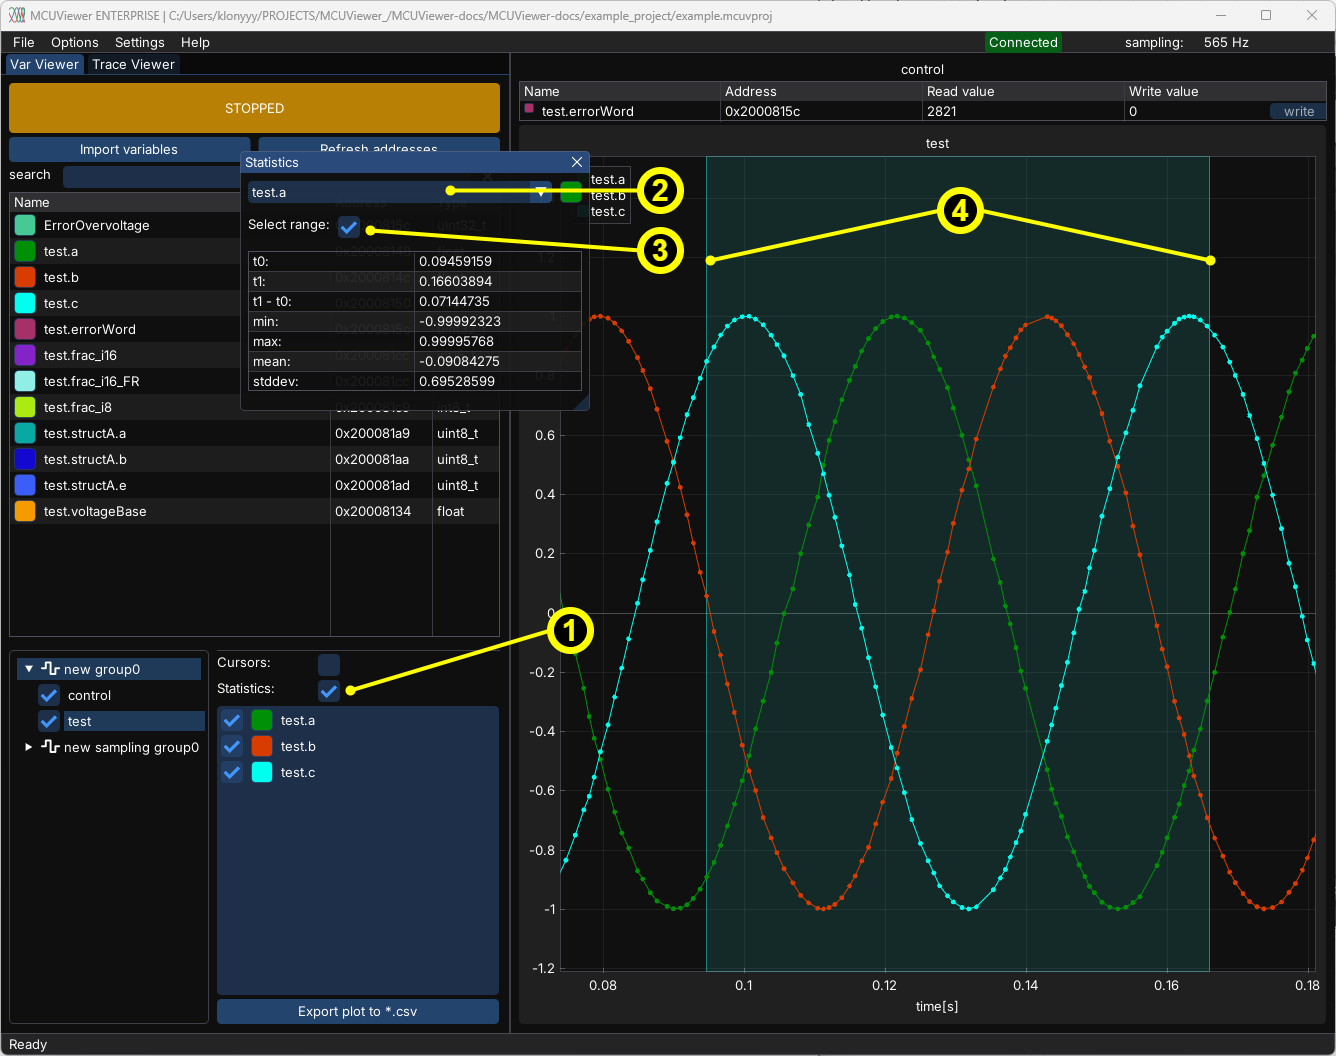 MCUViewer ENTERPRISE | C:/Users/klonyyy/PROJECTS/MCUViewer_/MCUViewer-docs/MCUViewer-docs/example_project/example.mcuvproj
File Options Settings Help
Connected sampling: 565 Hz
Var Viewer Trace Viewer
STOPPED
Import variables Refresh addresses
search
Name
ErrorOvervoltage
test.a
test.b
test.c
test.errorWord
test.frac_i16
test.frac_i16_FR
test.frac_i8
test.structA.a 0x200081a9 uint8_t
test.structA.b 0x200081aa uint8_t
test.structA.e 0x200081ad uint8_t
test.voltageBase 0x20008134 float
Statistics
test.a
Select range:
t0: 0.09459159
t1: 0.16603894
t1 - t0: 0.07144735
min: -0.99992323
max: 0.99995768
mean: -0.09084275
stddev: 0.69528599
new group0
control
test
new sampling group0
Cursors:
Statistics:
test.a
test.b
test.c
Export plot to *.csv
control
Name Address Read value Write value
test.errorWord 0x2000815c 2821 0 write
test
test.a
test.b
test.c
0.6
0.4
0.2
0
-0.2
-0.4
-0.6
-0.8
-1
-1.2
0.08 0.1 0.12 0.14 0.16 0.18
time[s]
1
2
3
4
Ready